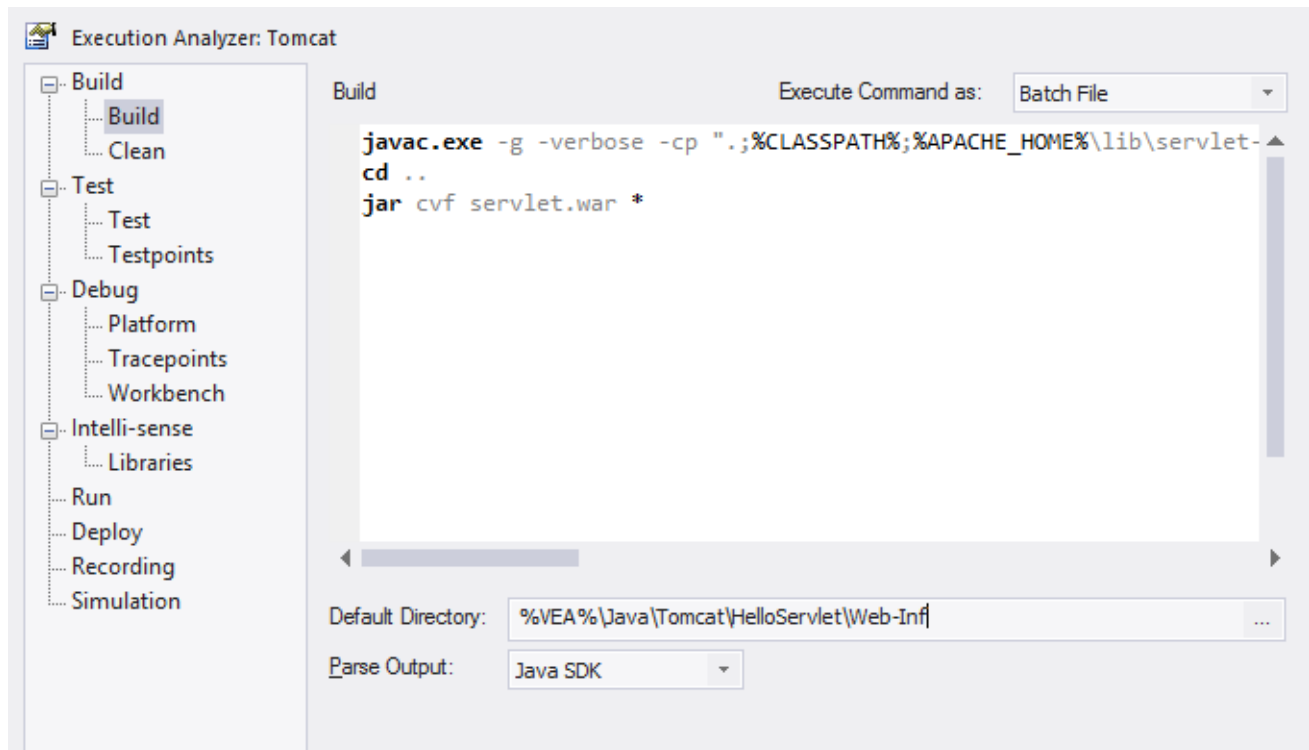 Execution Analyzer: Tomcat
Build
Build
Clean
Test
Test
Testpoints
Debug
Platform
Tracepoints
Workbench
Intelli-sense
Libraries
Run
Deploy
Recording
Simulation
Build Execute Command as: Batch File
javac.exe -g -verbose -cp ".;%CLASSPATH%;%APACHE_HOME%\lib\servlet-
cd ..
jar cvf servlet.war *
Default Directory: %VEA%\Java\Tomcat\HelloServlet\Web-Inf ...
Parse Output: Java SDK